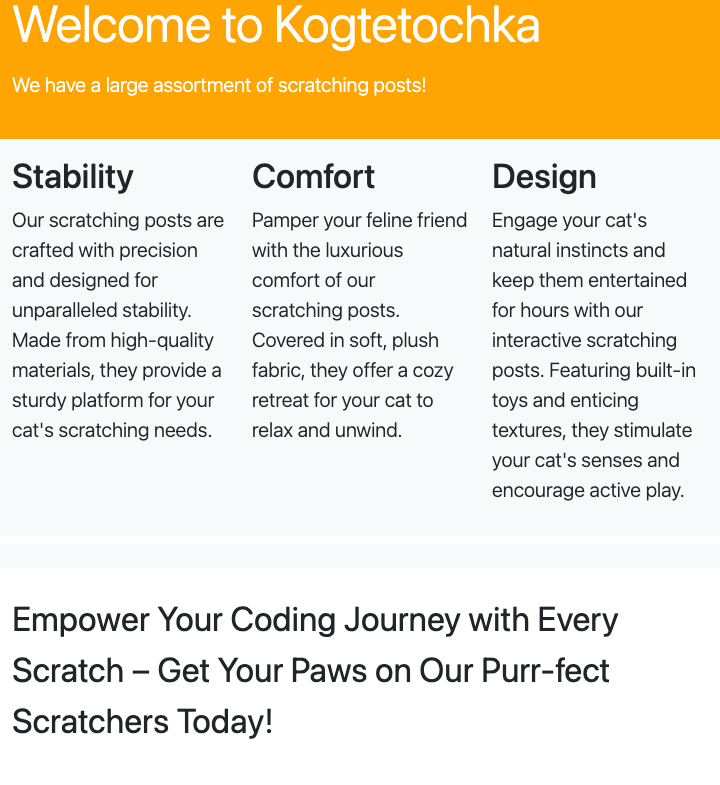 Welcome to Kogtetochka
We have a large assortment of scratching posts!
Stability
Our scratching posts are
crafted with precision
and designed for
unparalleled stability.
Made from high-quality
materials, they provide a
sturdy platform for your
cat's scratching needs.
Comfort
Pamper your feline friend
with the luxurious
comfort of our
scratching posts.
Covered in soft, plush
fabric, they offer a cozy
retreat for your cat to
relax and unwind.
Design
Engage your cat's
natural instincts and
keep them entertained
for hours with our
interactive scratching
posts. Featuring built-in
toys and enticing
textures, they stimulate
your cat's senses and
encourage active play.
Empower Your Coding Journey with Every
Scratch – Get Your Paws on Our Purr-fect
Scratchers Today!